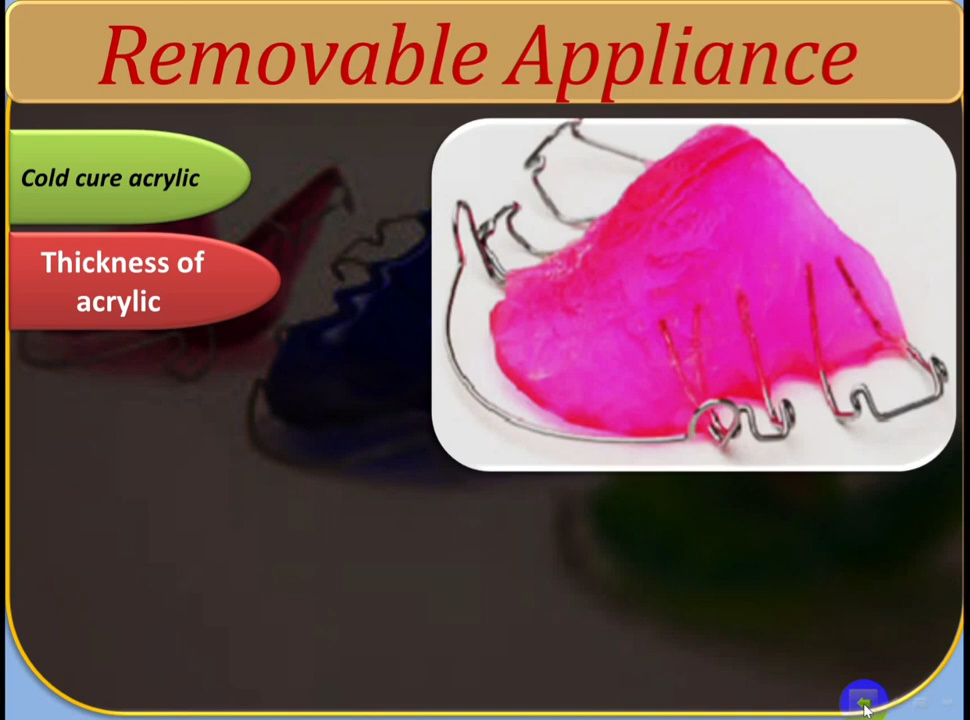 Removable Appliance
Cold cure acrylic
Thickness of
acrylic